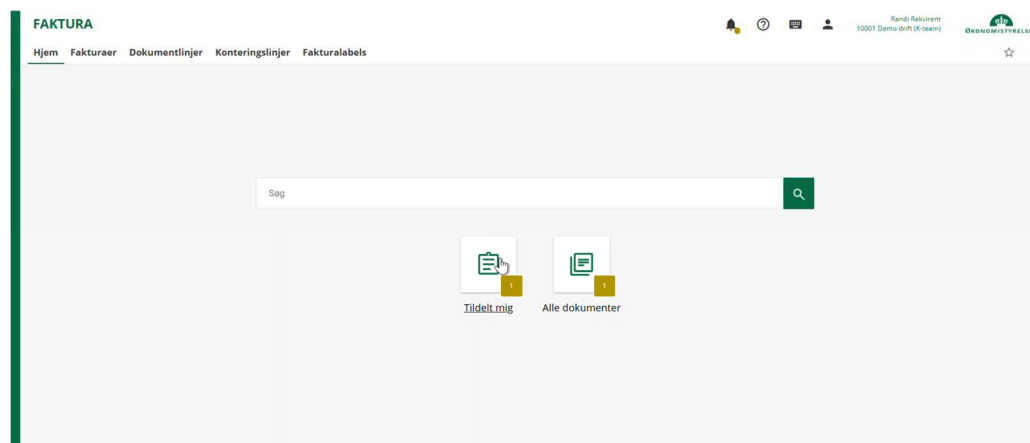 FAKTURA
Randi Rekvirent
10001 Demo drift (K-team)
ØKONOMISTYRELSE
Hjem Fakturaer Dokumentlinjer Konteringslinjer Fakturalabels
Søg
1
1
Tildelt mig
Alle dokumenter